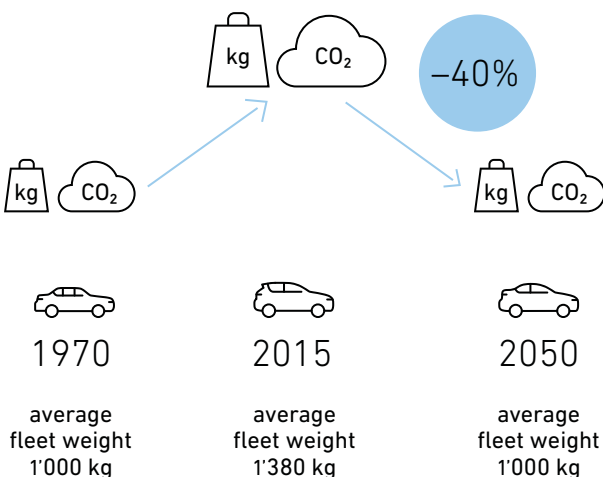 kg CO₂ –40%
kg CO₂ kg CO₂
1970 2015 2050
average average average
fleet weight fleet weight fleet weight
1'000 kg 1'380 kg 1'000 kg